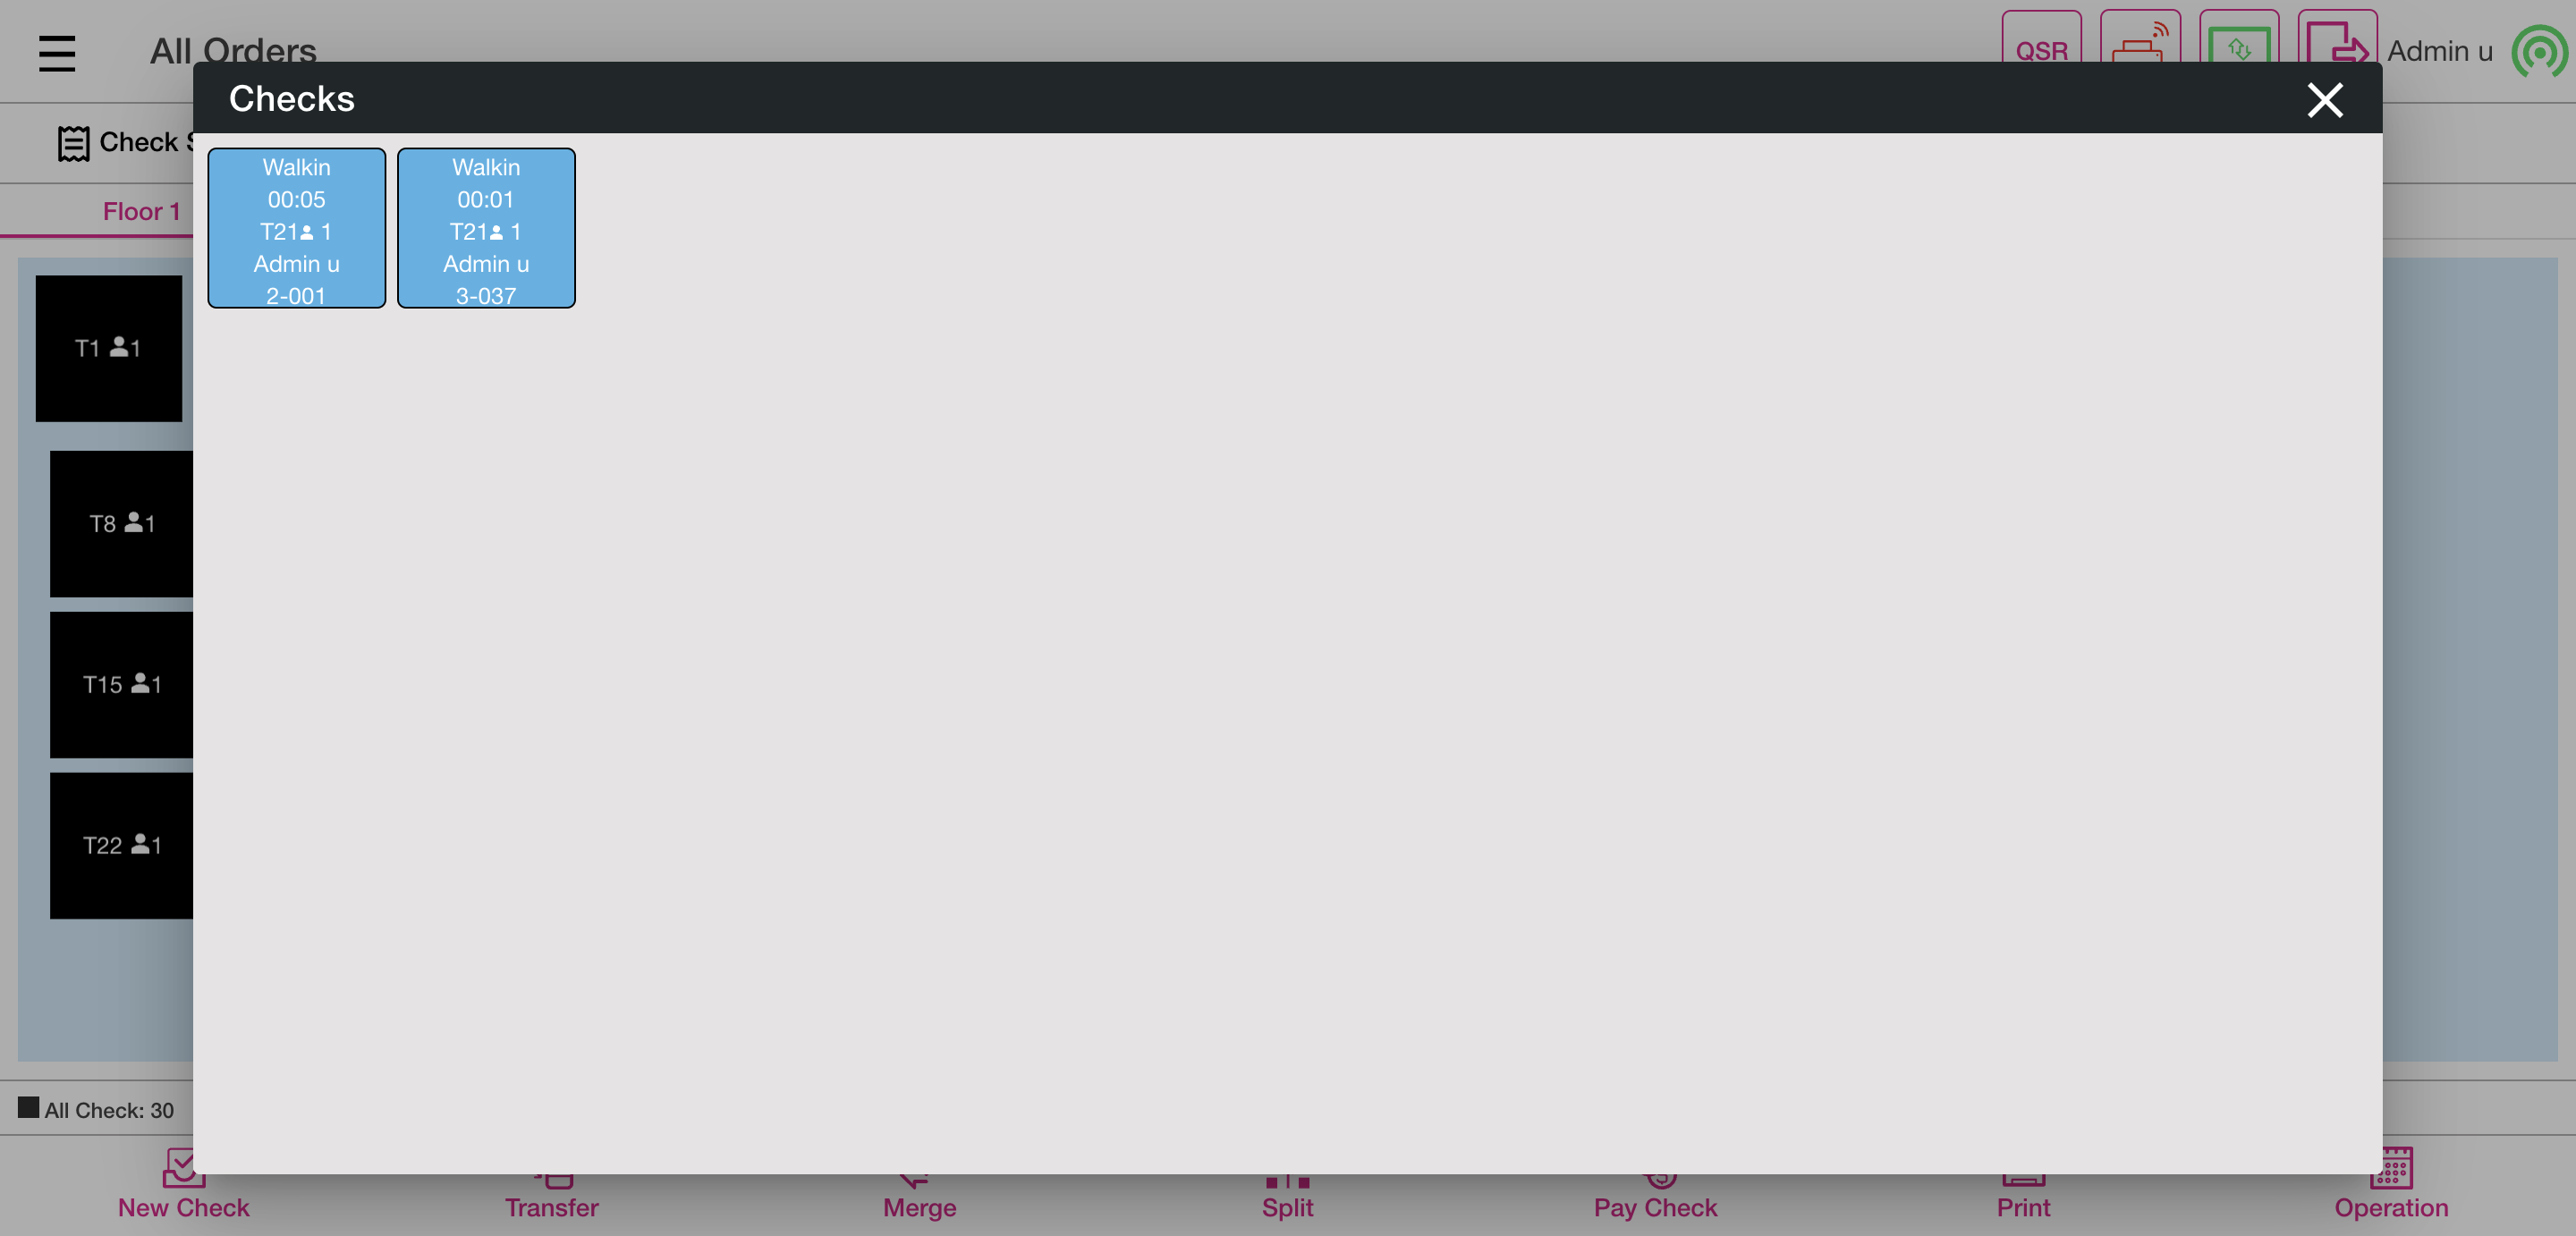 All Orders
QSR
Admin u
Checks
Check
Floor 1
Walkin
00:05
T21 1
Admin u
2-001
Walkin
00:01
T21 1
Admin u
3-037
T1 1
T8 1
T15 1
T22 1
All Check: 30
New Check
Transfer
Merge
Split
Pay Check
Print
Operation